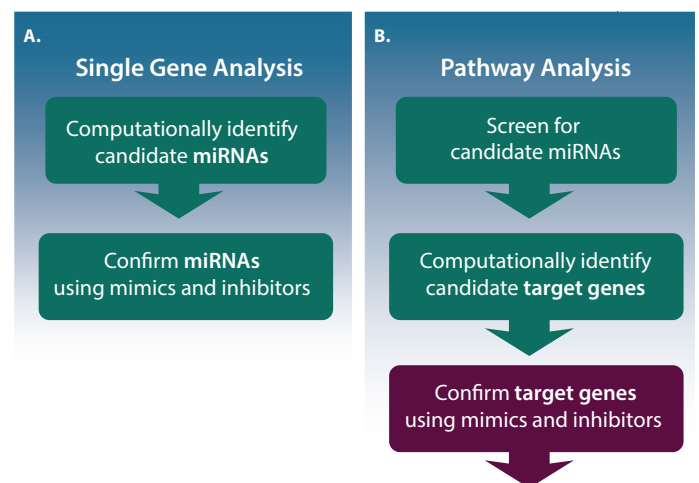 A.
Single Gene Analysis
Computationally identify
candidate miRNAs
Confirm miRNAs
using mimics and inhibitors
B.
Pathway Analysis
Screen for
candidate miRNAs
Computationally identify
candidate target genes
Confirm target genes
using mimics and inhibitors